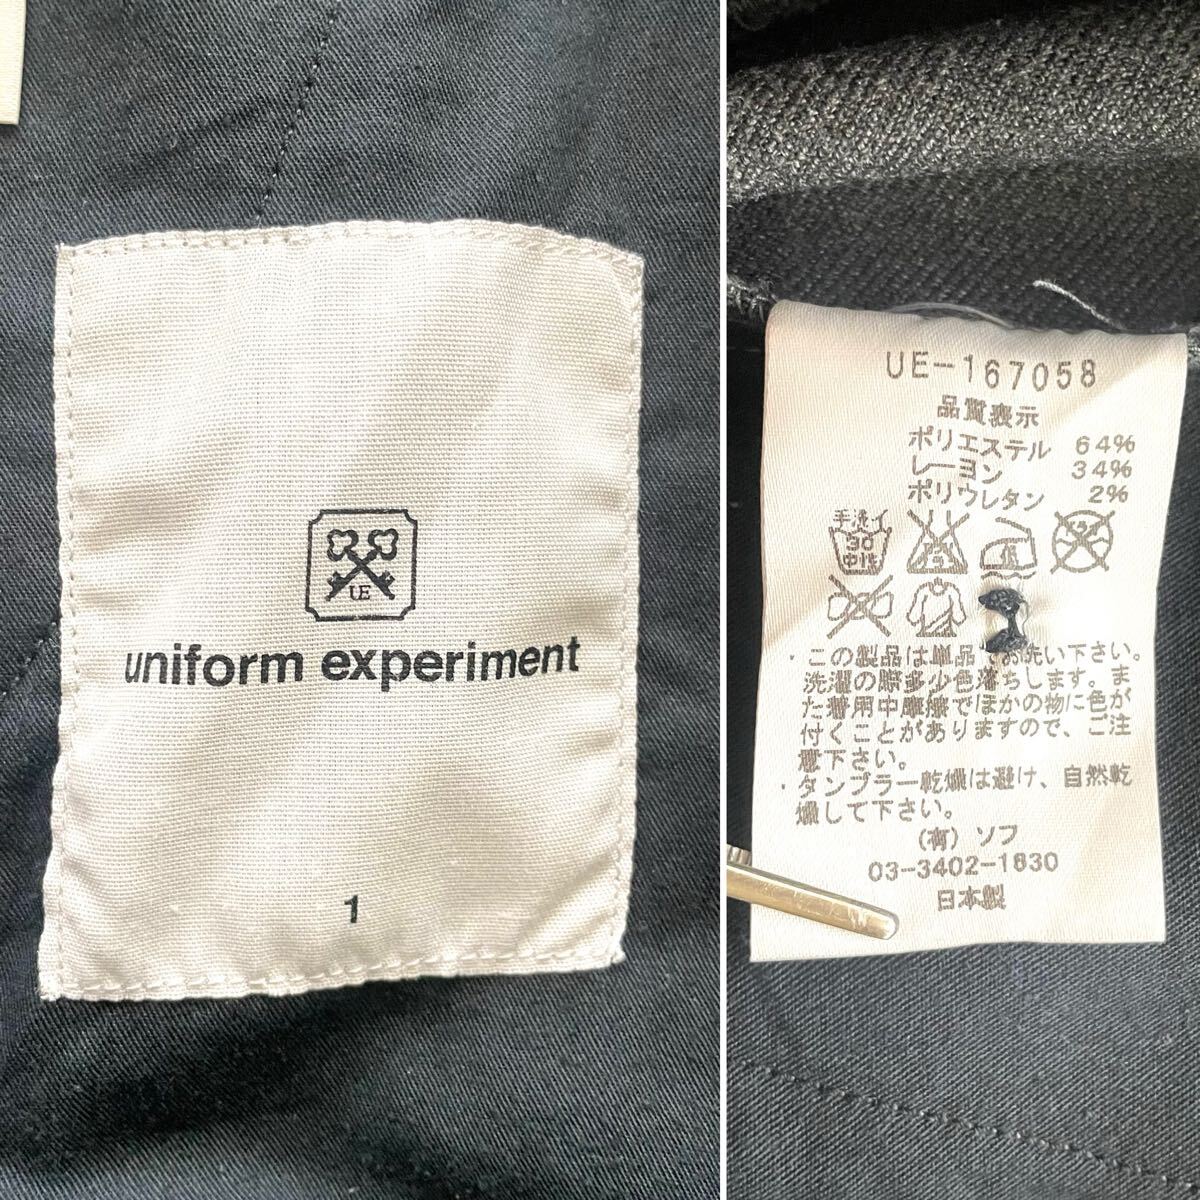 UE
uniform experiment
1
UE-167058
品質表示
ポリエステル 64%
レーヨン 34%
ポリウレタン 2%
手洗イ
30
中性
・この製品は単品でお洗い下さい。
洗濯の際多少色落ちします。ま
た着用中摩擦でほかの物に色が
付くことがありますので、ご注
意下さい。
・タンブラー乾燥は避け、自然乾
燥して下さい。
(有)ソフ
03-3402-1830
日本製